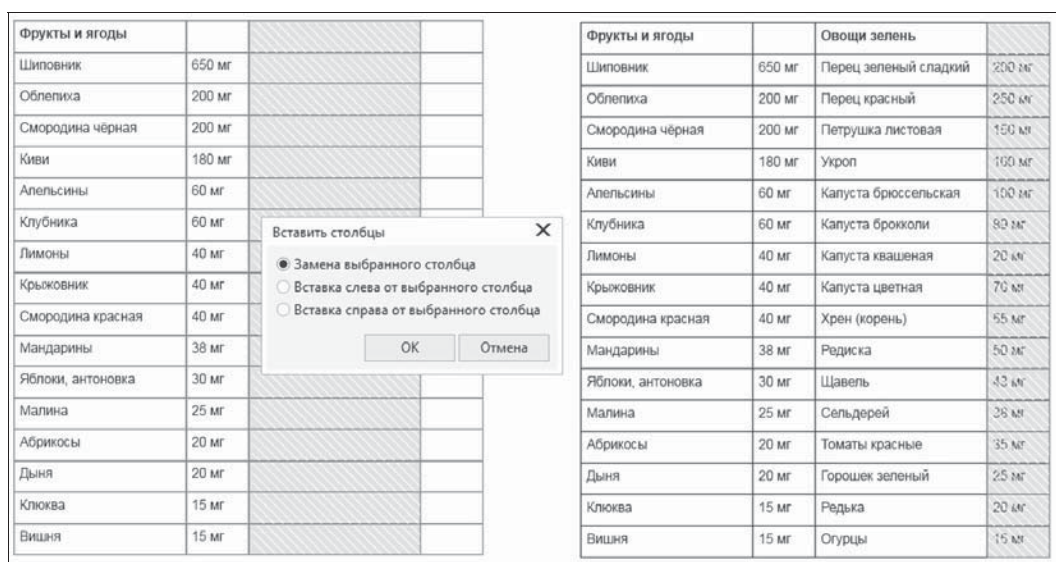 Фрукты и ягоды
Шиповник 650 мг
Облепиха 200 мг
Смородина чёрная 200 мг
Киви 180 мг
Апельсины 60 мг
Клубника 60 мг
Лимоны 40 мг
Крыжовник 40 мг
Смородина красная 40 мг
Мандарины 38 мг
Яблоки, антоновка 30 мг
Малина 25 мг
Абрикосы 20 мг
Дыня 20 мг
Клюква 15 мг
Вишня 15 мг
Вставить столбцы
Замена выбранного столбца
Вставка слева от выбранного столбца
Вставка справа от выбранного столбца
ОК Отмена
Фрукты и ягоды Овощи зелень
Шиповник 650 мг Перец зеленый сладкий 200 мг
Облепиха 200 мг Перец красный 250 мг
Смородина чёрная 200 мг Петрушка листовая 150 мг
Киви 180 мг Укроп 100 мг
Апельсины 60 мг Капуста брюссельская 100 мг
Клубника 60 мг Капуста брокколи 89 мг
Лимоны 40 мг Капуста квашеная 20 мг
Крыжовник 40 мг Капуста цветная 70 мг
Смородина красная 40 мг Хрен (корень) 55 мг
Мандарины 38 мг Редиска 50 мг
Яблоки, антоновка 30 мг Щавель 43 мг
Малина 25 мг Сельдерей 38 мг
Абрикосы 20 мг Томаты красные 35 мг
Дыня 20 мг Горошек зеленый 25 мг
Клюква 15 мг Редька 20 мг
Вишня 15 мг Огурцы 15 мг